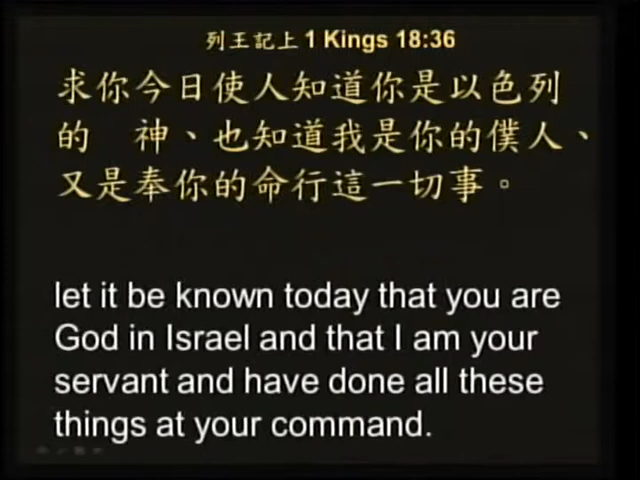 列王記上 1 Kings 18:36
求你今日使人知道你是以色列
的　神、也知道我是你的僕人、
又是奉你的命行這一切事。
let it be known today that you are
God in Israel and that I am your
servant and have done all these
things at your command.